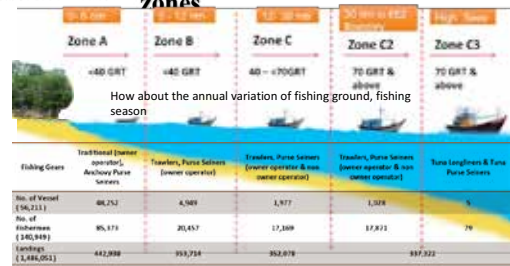 zones
0- 5 nm
5 - 12 nm
12- 30 nm
30 nm to EEZ
Boundary
High Seas
Zone A
Zone B
Zone C
Zone C2
Zone C3
<40 GRT
<40 GRT
40 – <70GRT
70 GRT &
above
70 GRT &
above
How about the annual variation of fishing ground, fishing
season
Fishing Gears
Traditional (owner
operator),
Anchovy Purse
Seiners
Trawlers, Purse Seiners
(owner operator)
Trawlers, Purse Seiners
(owner operator & non
owner operator)
Trawlers, Purse Seiners
(owner operator & non
owner operator)
Tuna Longliners & Tuna
Purse Seiners
No. of Vessel
(56,211)
48,252
4,949
1,977
1,028
5
No. of
fishermen
(140,949)
85,373
20,457
17,169
17,871
79
Landings
(1,486,051)
442,938
353,714
352,078
337,322